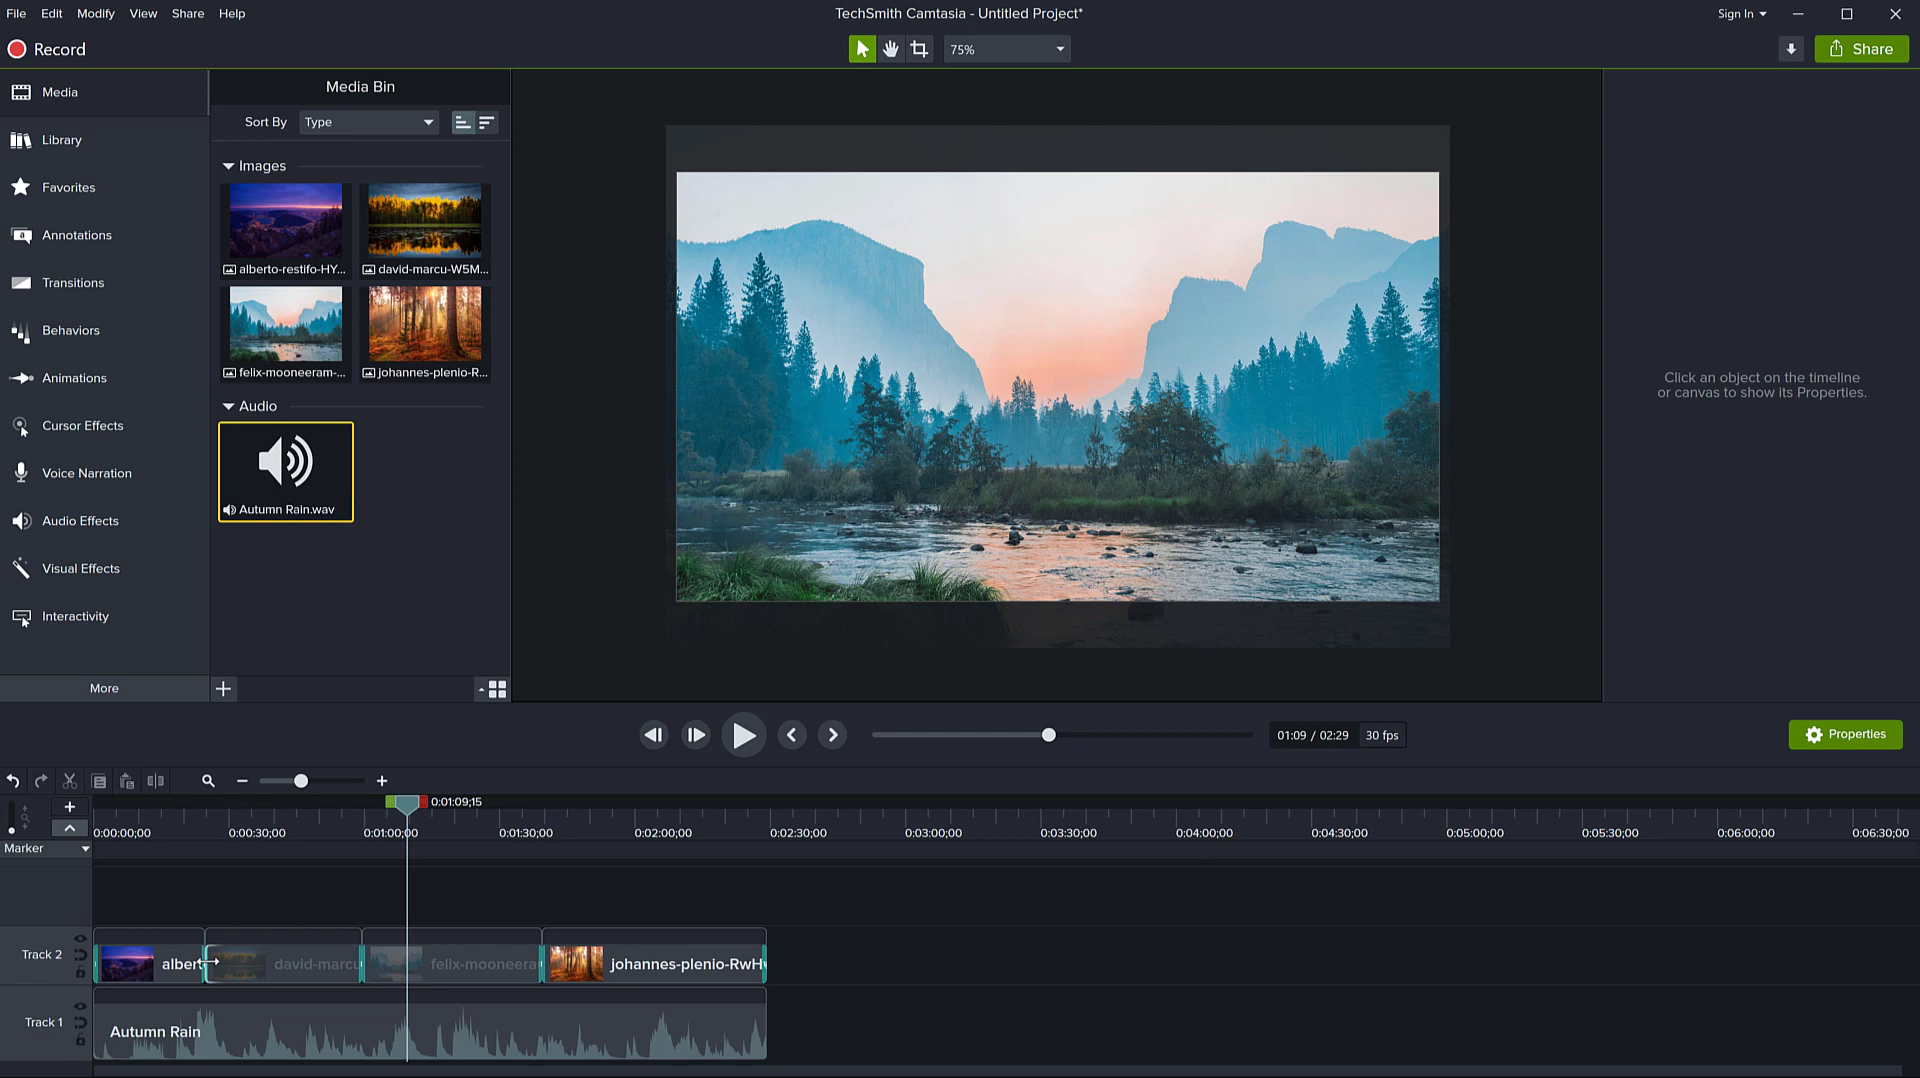 File Edit Modify View Share Help
TechSmith Camtasia - Untitled Project*
Sign In
Record
75%
Share
Media
Library
Favorites
Annotations
Transitions
Behaviors
Animations
Cursor Effects
Voice Narration
Audio Effects
Visual Effects
Interactivity
More
Media Bin
Sort By Type
Images
alberto-restifo-HY...
david-marcu-W5M...
felix-mooneeram-...
johannes-plenio-R...
Audio
Autumn Rain.wav
Click an object on the timeline
or canvas to show its Properties.
01:09 / 02:29 30 fps
Properties
0:01:09;15
0:00:00;00 0:00:30;00 0:01:00;00 0:01:30;00 0:02:00;00 0:02:30;00 0:03:00;00 0:03:30;00 0:04:00;00 0:04:30;00 0:05:00;00 0:05:30;00 0:06:00;00 0:06:30;00
Marker
Track 2
albert david-marcu felix-mooneera johannes-plenio-RwH
Track 1
Autumn Rain